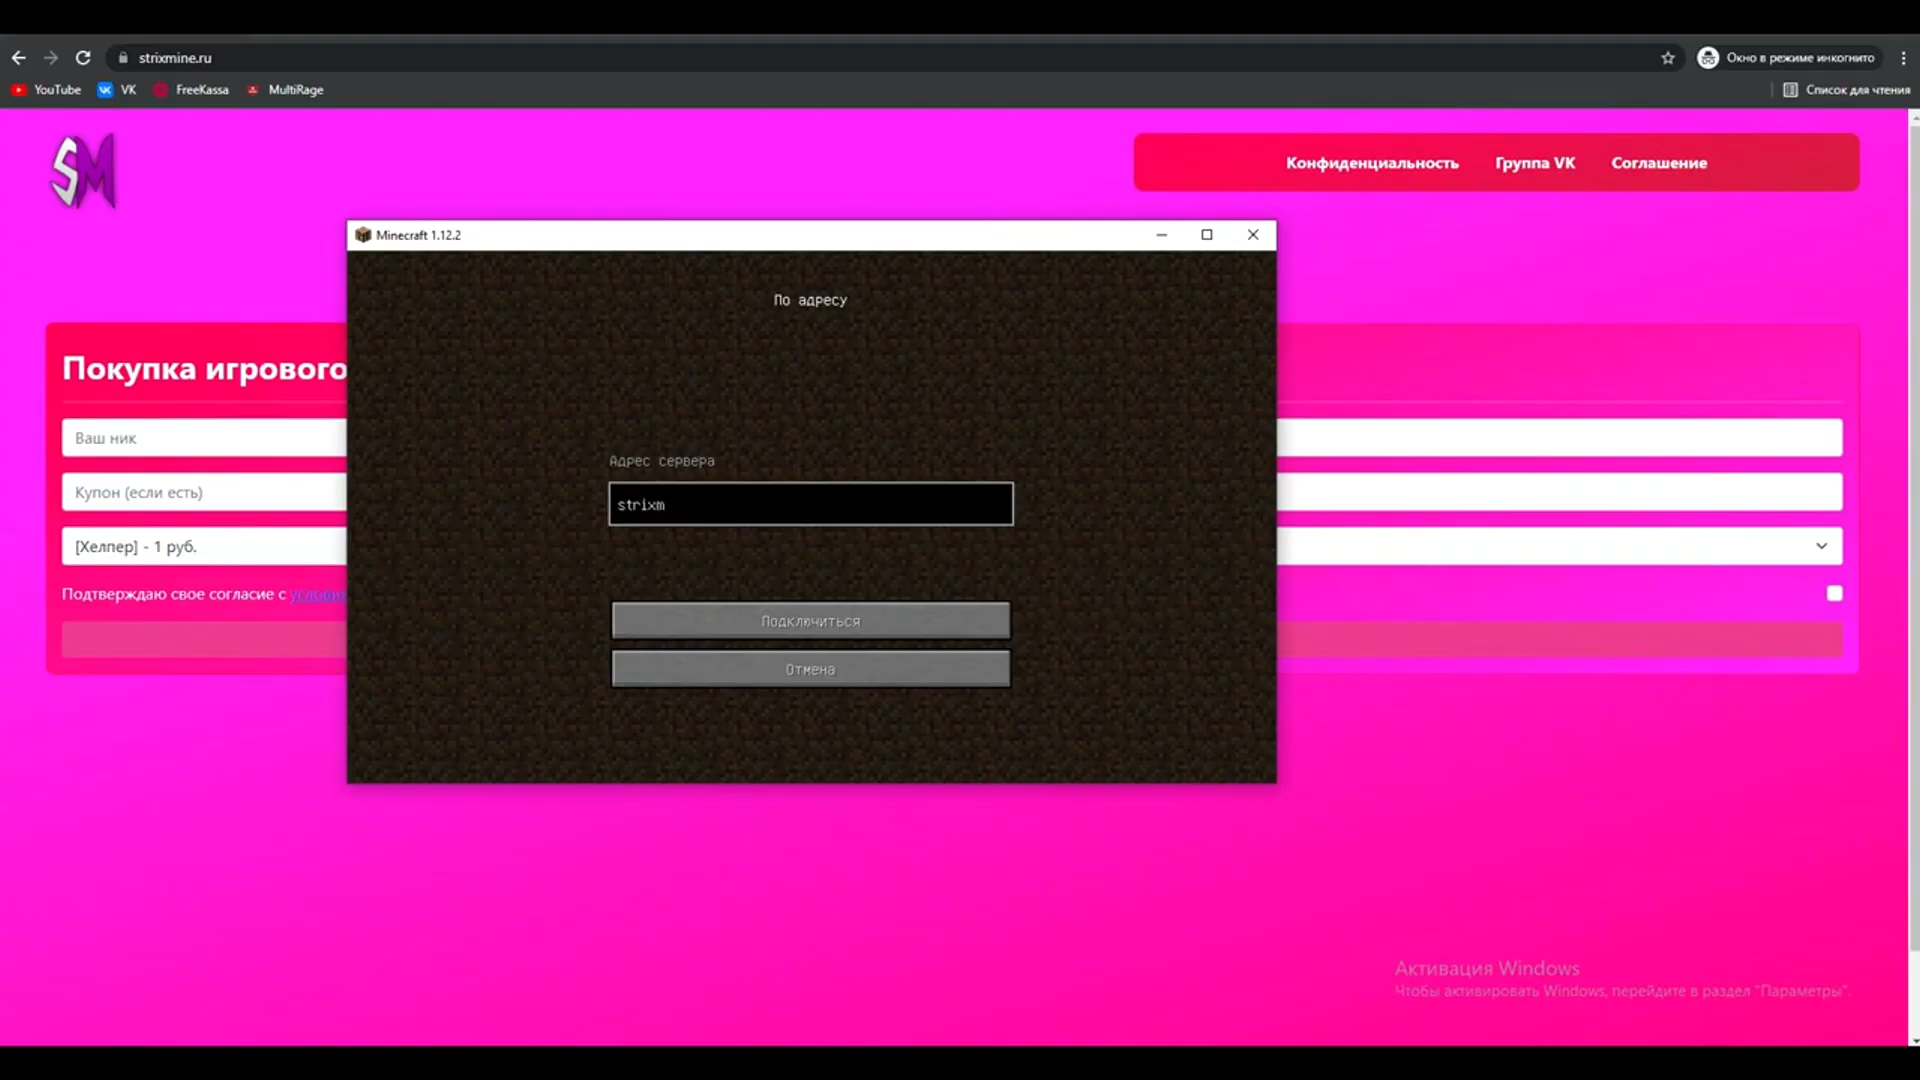 strixmine.ru
Окно в режиме инкогнито
YouTube
VK
FreeKassa
MultiRage
Список для чтения
SM
Конфиденциальность
Группа VK
Соглашение
Minecraft 1.12.2
По адресу
Покупка игрового
Ваш ник
Адрес сервера
Купон (если есть)
strixm
[Хелпер] - 1 руб.
Подтверждаю свое согласие с
Подключиться
Отмена
Активация Windows
Чтобы активировать Windows, перейдите в раздел "Параметры".